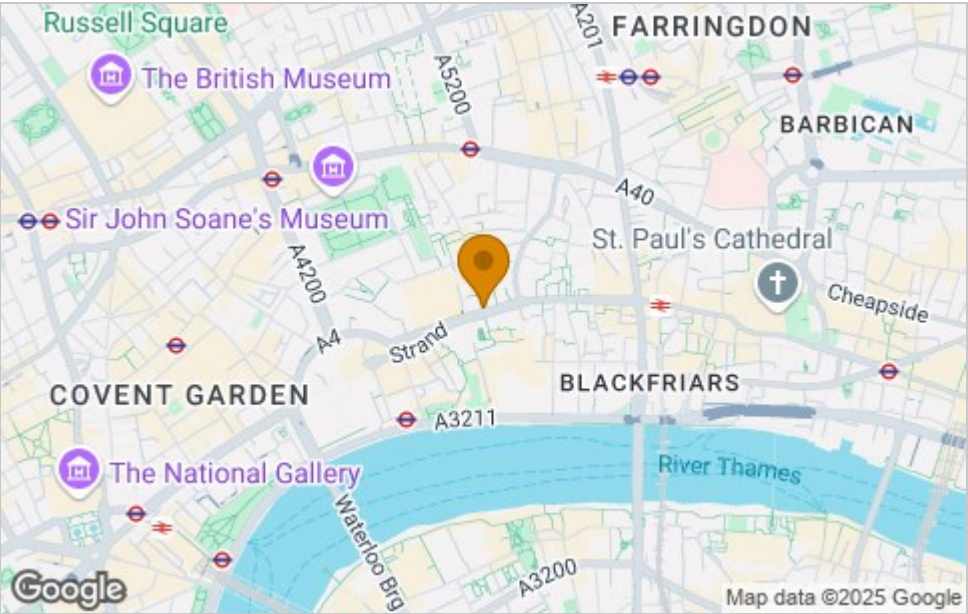 Russell Square
FARRINGDON
A201
The British Museum
A5200
BARBICAN
A40
Sir John Soane's Museum
St. Paul's Cathedral
A4200
Cheapside
A4
Strand
BLACKFRIARS
COVENT GARDEN
A3211
The National Gallery
River Thames
Waterloo Brg
A3200
Google
Map data ©2025 Google